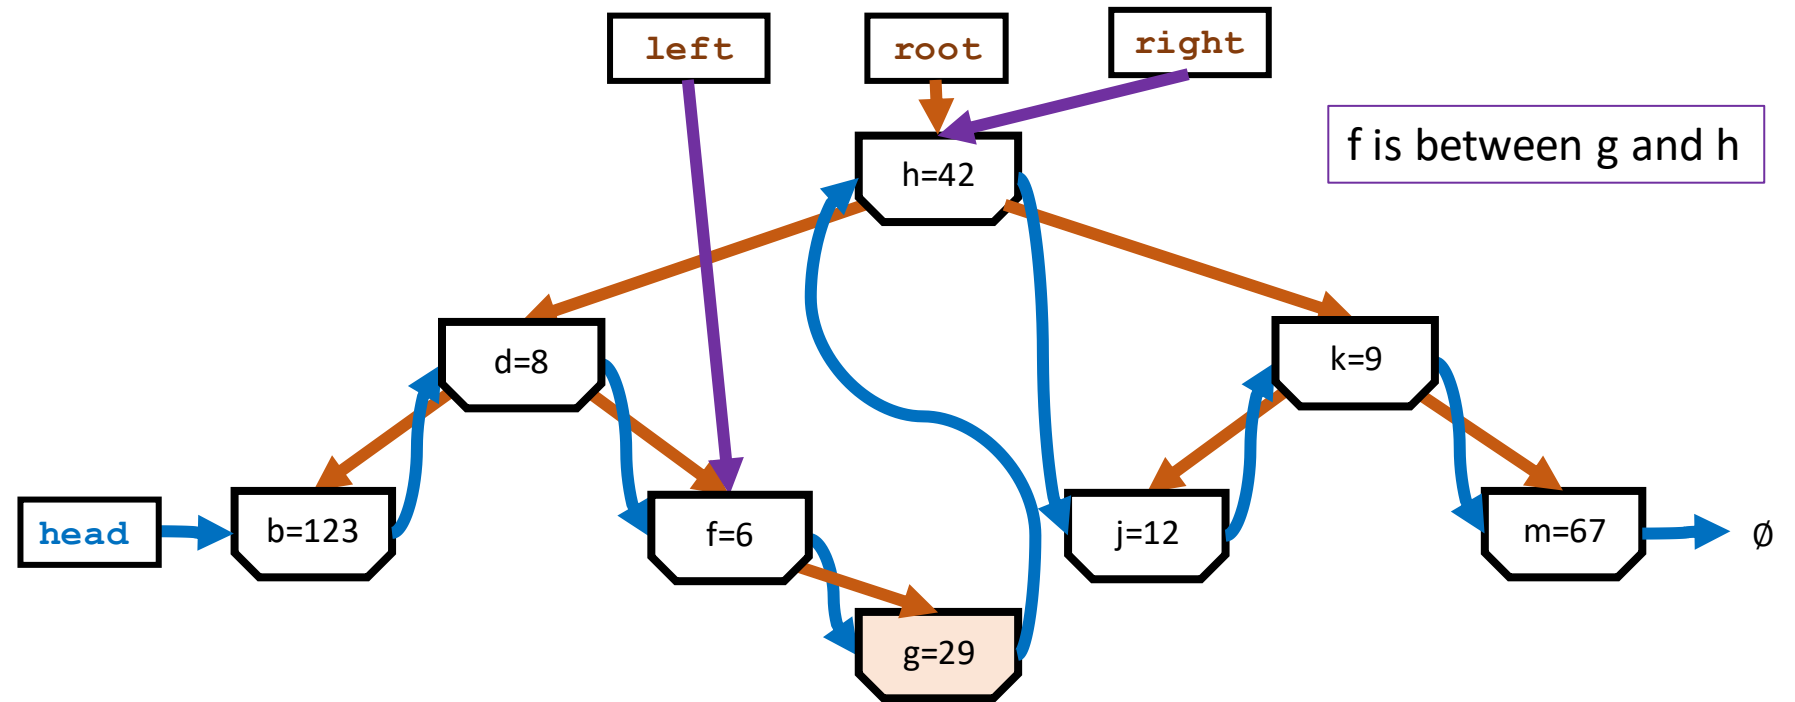 left
root
right
f is between g and h
h=42
d=8
k=9
head
b=123
f=6
j=12
m=67
∅
g=29